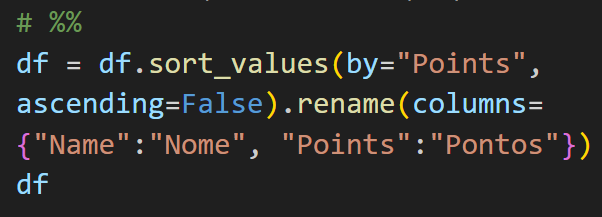 # %%
df = df.sort_values(by="Points",
ascending=False).rename(columns=
{"Name":"Nome", "Points":"Pontos"})
df